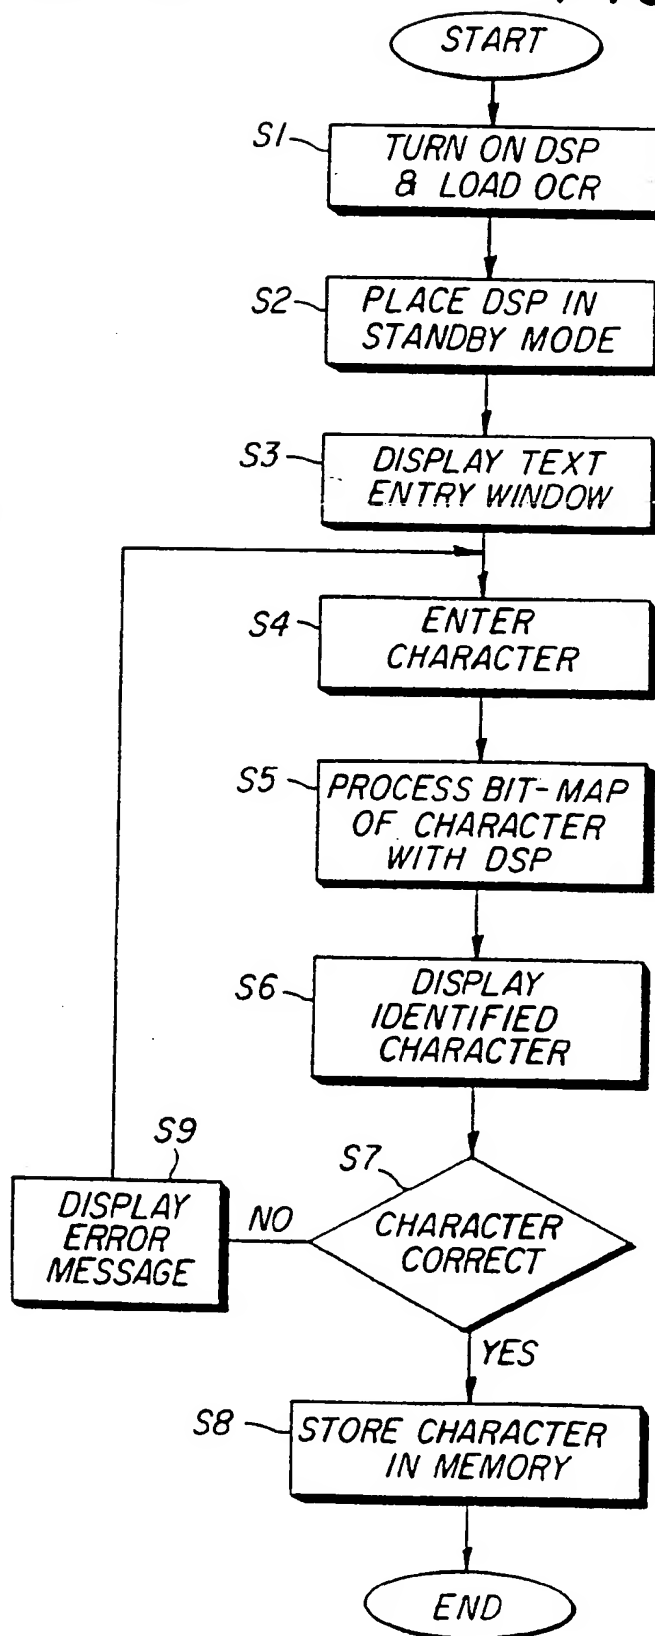 START
S1
TURN ON DSP
& LOAD OCR
S2
PLACE DSP IN
STANDBY MODE
S3
DISPLAY TEXT
ENTRY WINDOW
S4
ENTER
CHARACTER
S5
PROCESS BIT-MAP
OF CHARACTER
WITH DSP
S6
DISPLAY
IDENTIFIED
CHARACTER
S7
CHARACTER
CORRECT
NO
S9
DISPLAY
ERROR
MESSAGE
YES
S8
STORE CHARACTER
IN MEMORY
END